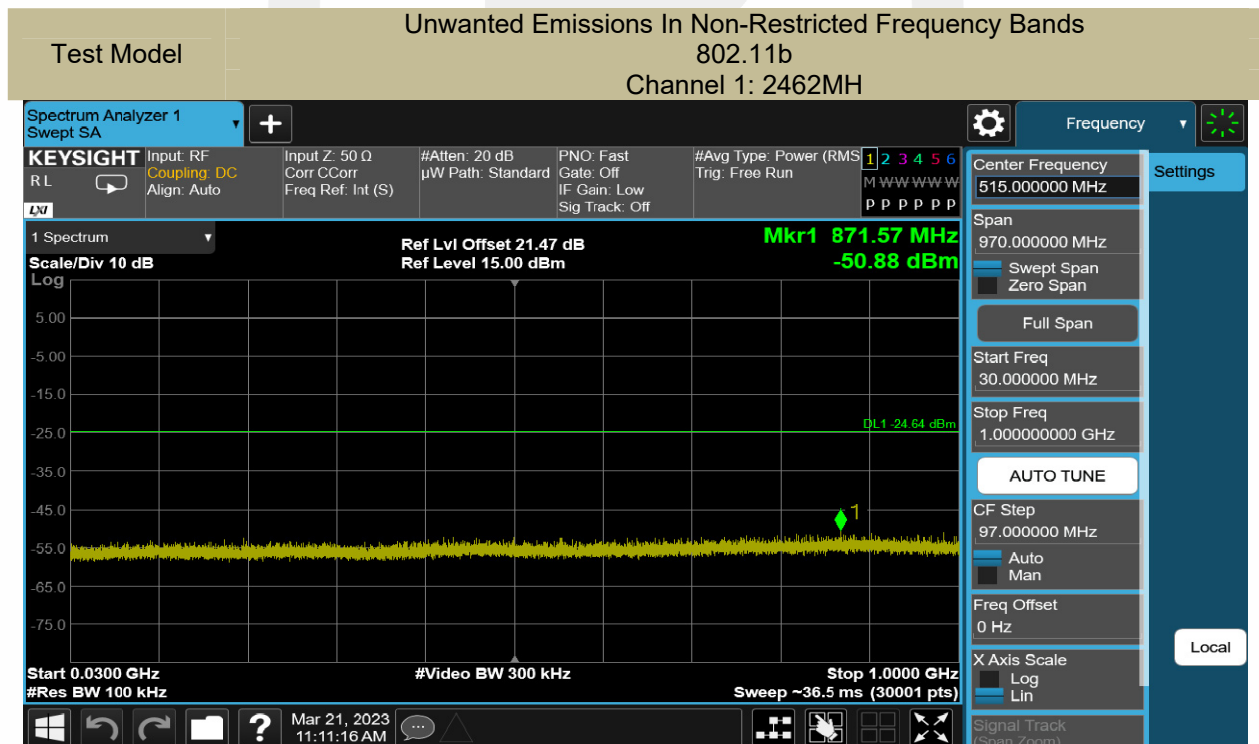 Test Model
Unwanted Emissions In Non-Restricted Frequency Bands
802.11b
Channel 1: 2462MH
Spectrum Analyzer 1
Swept SA
+
Frequency
KEYSIGHT
R L
LXI
Input: RF
Coupling: DC
Align: Auto
Input Z: 50 Ω
Corr CCorr
Freq Ref: Int (S)
#Atten: 20 dB
µW Path: Standard
PNO: Fast
Gate: Off
IF Gain: Low
Sig Track: Off
#Avg Type: Power (RMS
Trig: Free Run
1 2 3 4 5 6
M W W W W W
P P P P P P
1 Spectrum
Scale/Div 10 dB
Log
Ref Lvl Offset 21.47 dB
Ref Level 15.00 dBm
Mkr1 871.57 MHz
-50.88 dBm
5.00
-5.00
-15.0
-25.0
-35.0
-45.0
-55.0
-65.0
-75.0
DL1 -24.64 dBm
1
Start 0.0300 GHz
#Res BW 100 kHz
#Video BW 300 kHz
Stop 1.0000 GHz
Sweep ~36.5 ms (30001 pts)
Center Frequency
515.000000 MHz
Span
970.000000 MHz
Swept Span
Zero Span
Full Span
Start Freq
30.000000 MHz
Stop Freq
1.000000000 GHz
AUTO TUNE
CF Step
97.000000 MHz
Auto
Man
Freq Offset
0 Hz
X Axis Scale
Log
Lin
Signal Track
(Span Zoom)
Settings
Local
?
Mar 21, 2023
11:11:16 AM